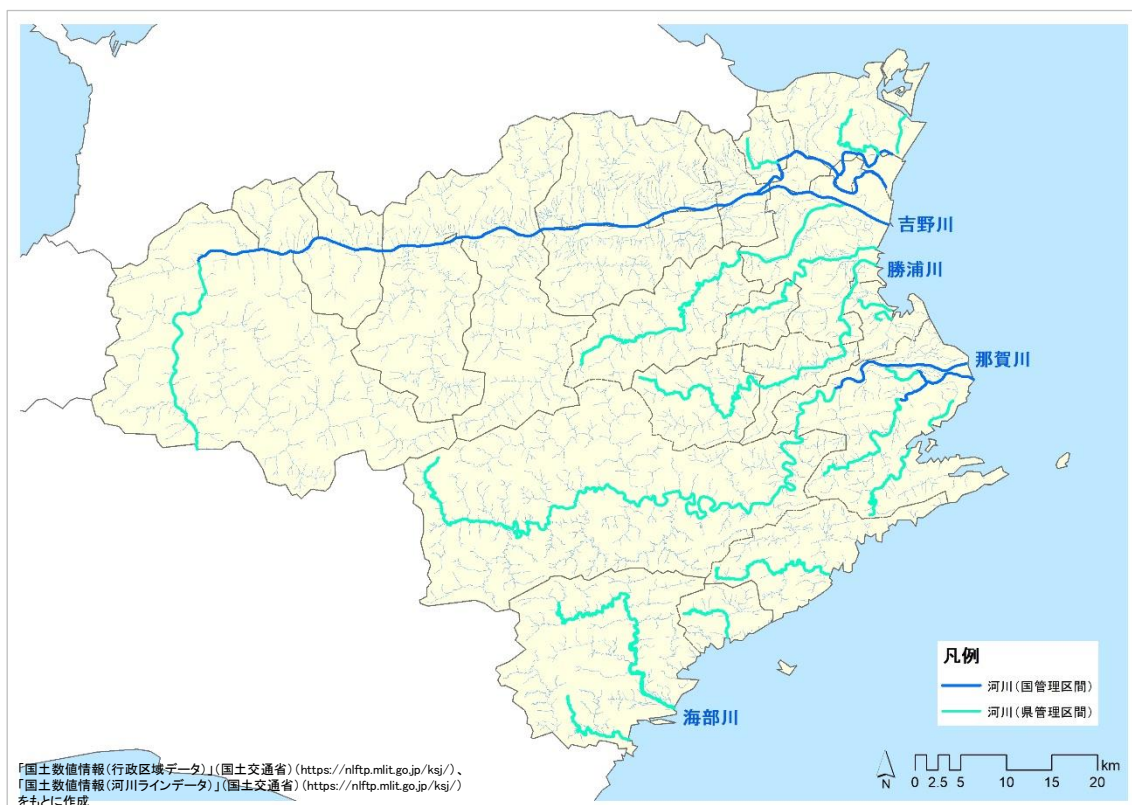 吉野川
勝浦川
那賀川
海部川
凡例
河川(国管理区間)
河川(県管理区間)
km
0 2.5 5 10 15 20
N
「国土数値情報(行政区域データ)」(国土交通省)(https://nlftp.mlit.go.jp/ksj/)、
「国土数値情報(河川ラインデータ)」(国土交通省)(https://nlftp.mlit.go.jp/ksj/)
をもとに作成